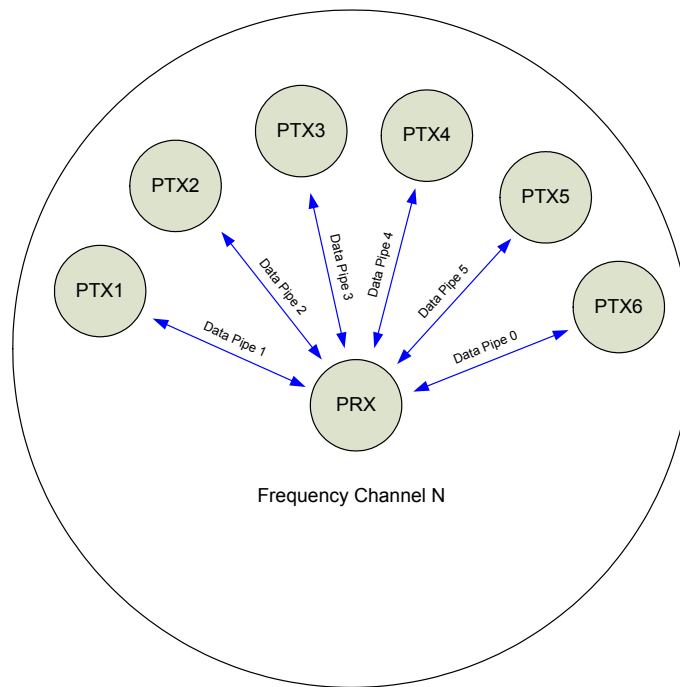 PTX3
PTX4
PTX2
PTX5
PTX1
PTX6
Data Pipe 1
Data Pipe 2
Data Pipe 3
Data Pipe 4
Data Pipe 5
Data Pipe 0
PRX
Frequency Channel N